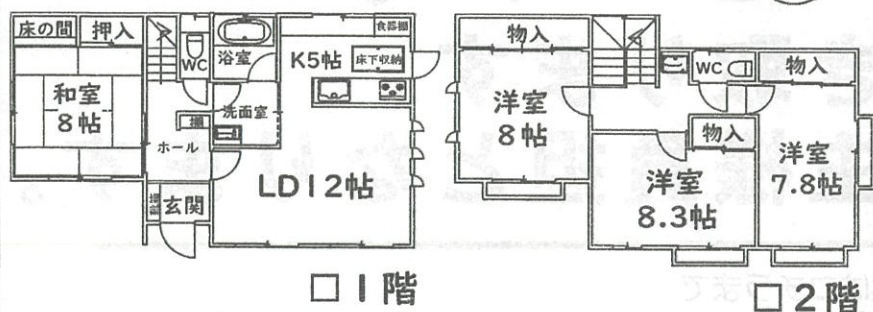 床の間
押入
WC
浴室
食器棚
K5帖
床下収納
和室
8帖
洗面室
棚
ホール
LD12帖
玄関
□1階
物入
WC
物入
洋室
8帖
物入
洋室
8.3帖
洋室
7.8帖
□2階